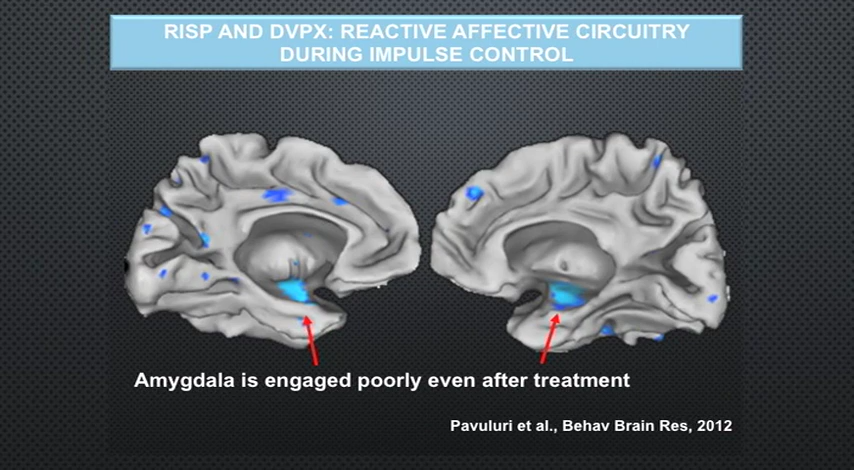 RISP AND DVPX: REACTIVE AFFECTIVE CIRCUITRY
DURING IMPULSE CONTROL
Amygdala is engaged poorly even after treatment
Pavuluri et al., Behav Brain Res, 2012